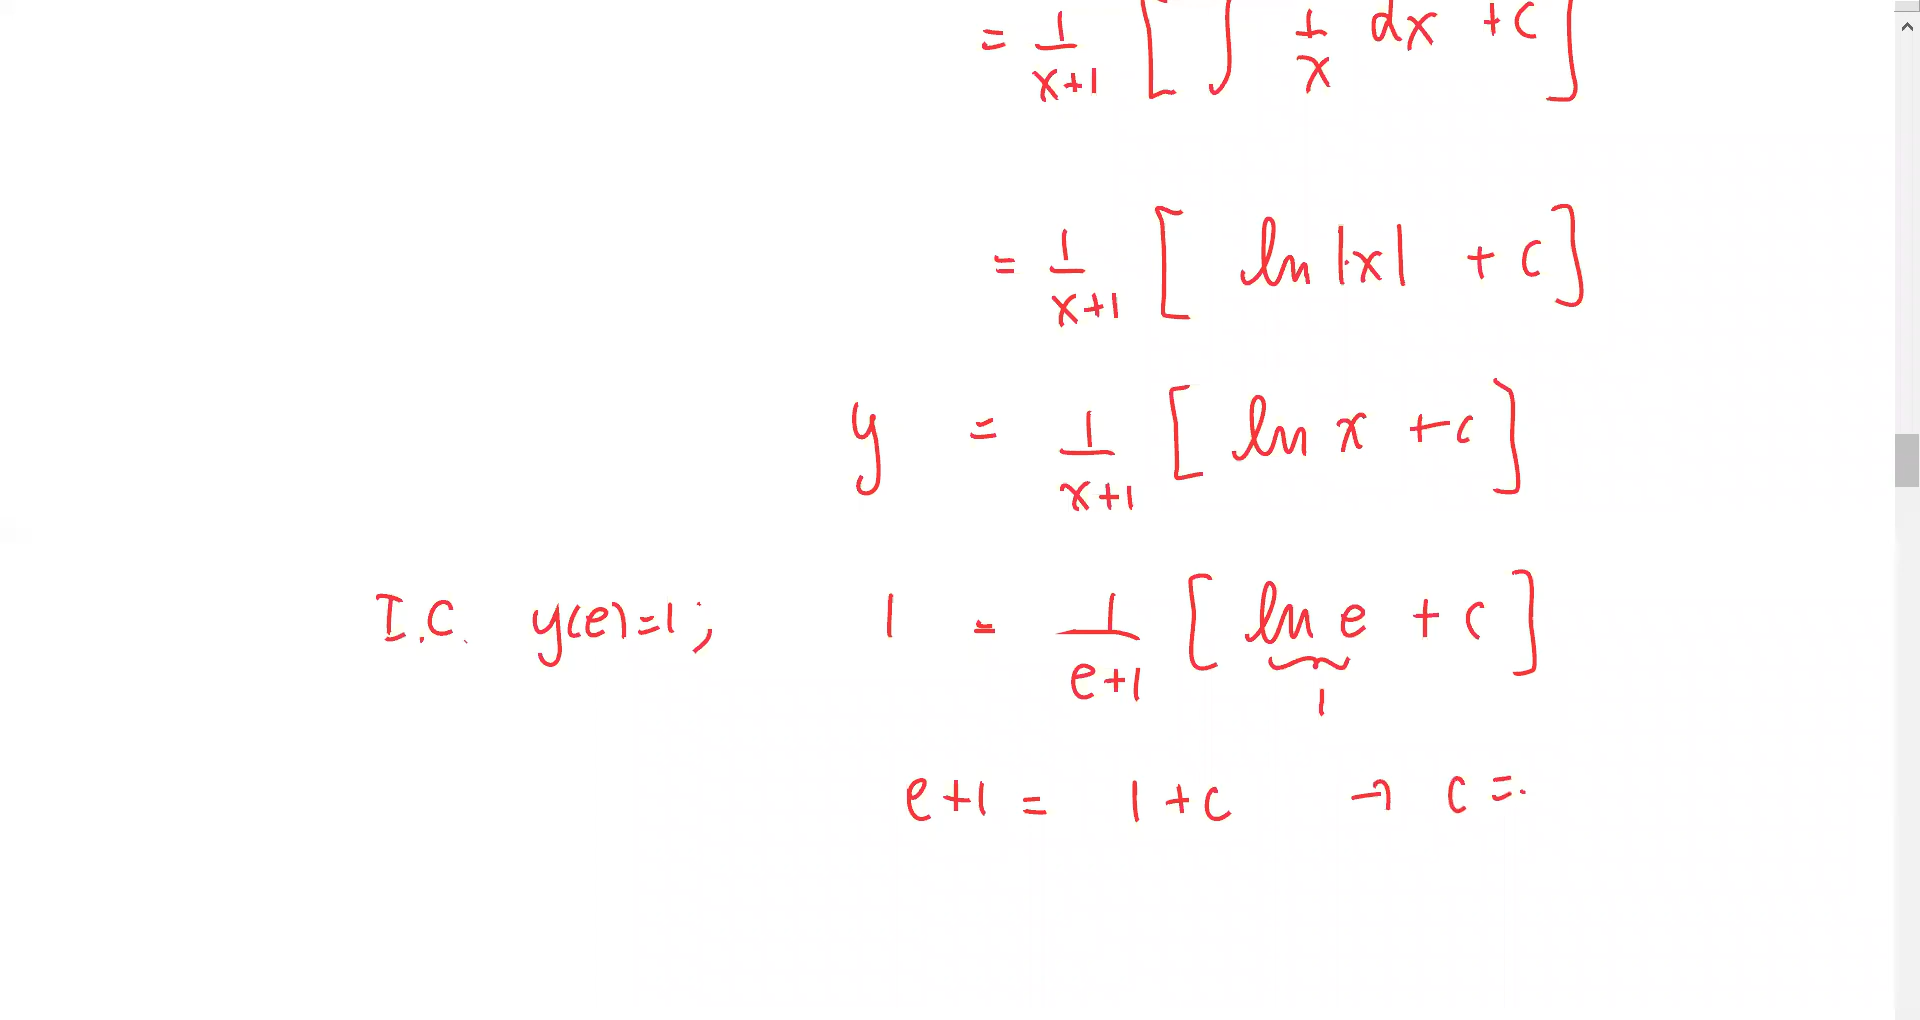 = 1/(x+1) [ ∫ 1/x dx + c ]
= 1/(x+1) [ ln |x| + c ]
y = 1/(x+1) [ ln x + c ]
I.C. y(e)=1; 1 = 1/(e+1) [ ln e + c ]
1
e+1 = 1+c → c =